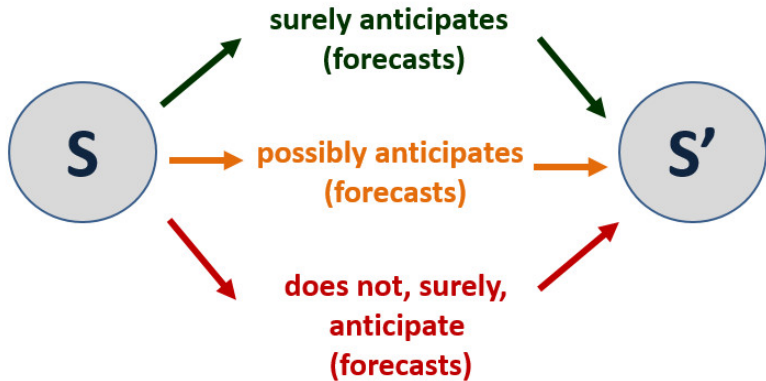 surely anticipates
(forecasts)
S
possibly anticipates
(forecasts)
S’
does not, surely,
anticipate
(forecasts)